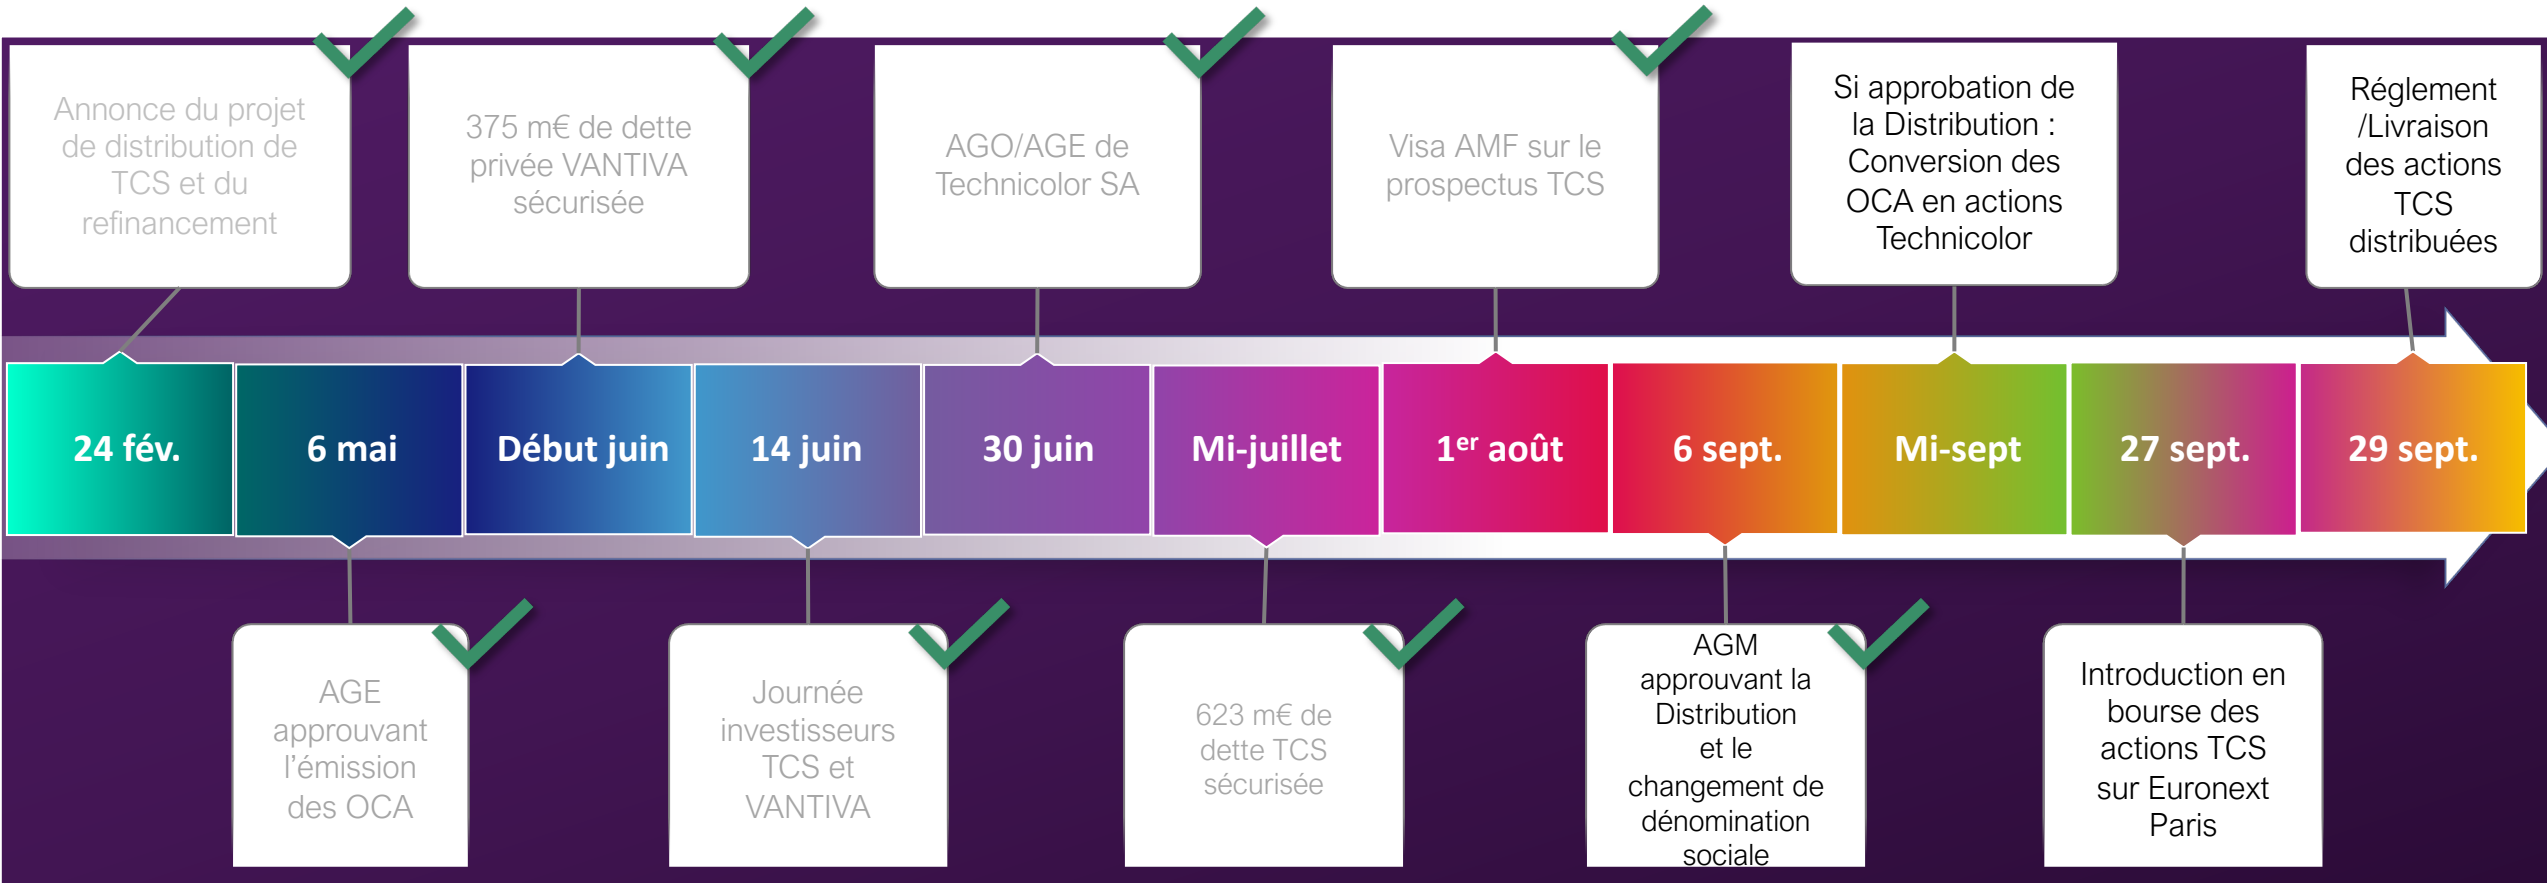 Annonce du projet
de distribution de
TCS et du
refinancement
375 m€ de dette
privée VANTIVA
sécurisée
AGO/AGE de
Technicolor SA
Visa AMF sur le
prospectus TCS
Si approbation de
la Distribution :
Conversion des
OCA en actions
Technicolor
Réglement
/Livraison
des actions
TCS
distribuées
24 fév.
6 mai
Début juin
14 juin
30 juin
Mi-juillet
1er août
6 sept.
Mi-sept
27 sept.
29 sept.
AGE
approuvant
l’émission
des OCA
Journée
investisseurs
TCS et
VANTIVA
623 m€ de
dette TCS
sécurisée
AGM
approuvant la
Distribution
et le
changement de
dénomination
sociale
Introduction en
bourse des
actions TCS
sur Euronext
Paris